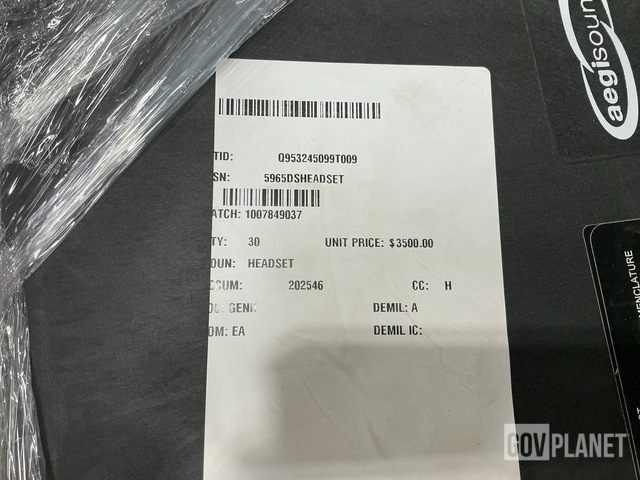 aegisoun
TID: Q953245099T009
SN: 5965DSHEADSET
ATCH: 1007849037
TY: 30 UNIT PRICE: $3500.00
OUN: HEADSET
CUM: 202546 CC: H
DEMIL: A
OM: EA DEMIL IC:
MENCLATURE
GOVPLANET